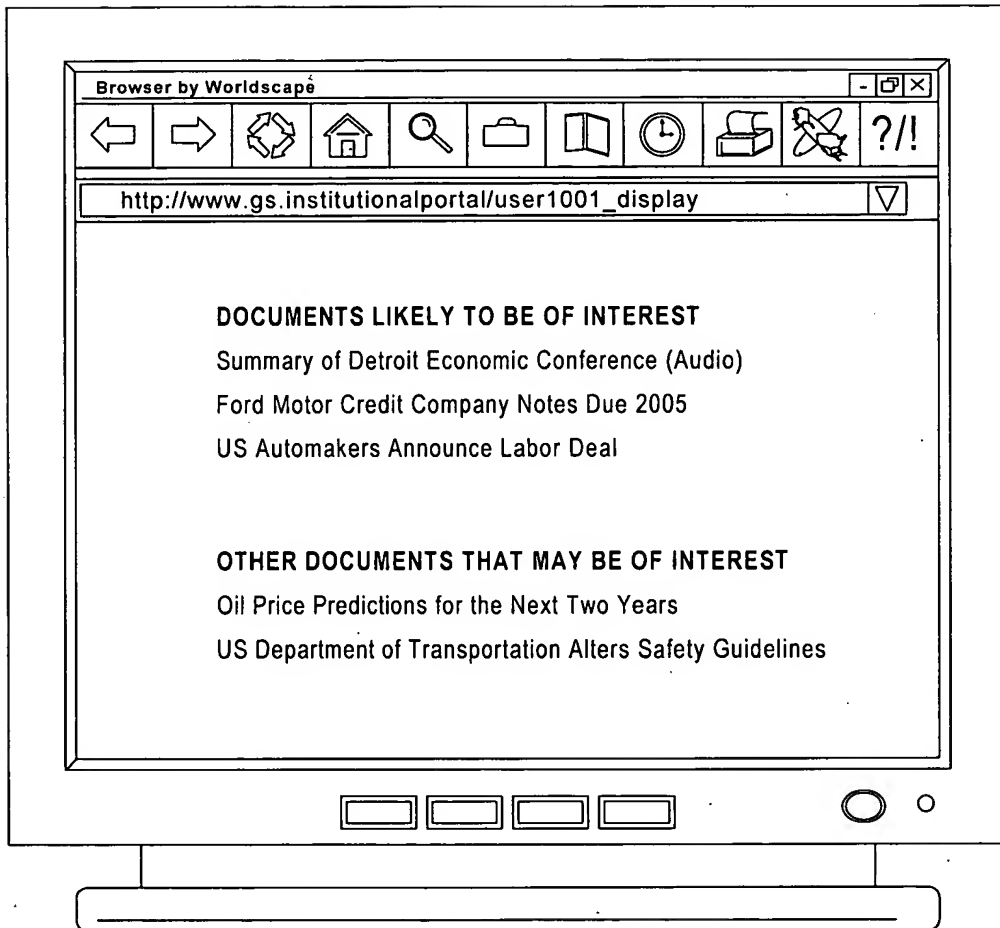 Browser by Worldscape
?/!
http://www.gs.institutionalportal/user1001_display
DOCUMENTS LIKELY TO BE OF INTEREST
Summary of Detroit Economic Conference (Audio)
Ford Motor Credit Company Notes Due 2005
US Automakers Announce Labor Deal
OTHER DOCUMENTS THAT MAY BE OF INTEREST
Oil Price Predictions for the Next Two Years
US Department of Transportation Alters Safety Guidelines